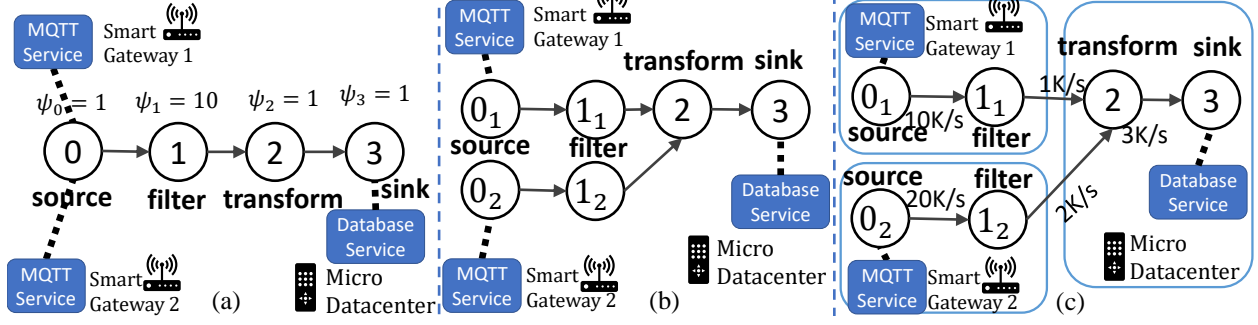 MQTT
Service
Smart
Gateway 1
ψ₀ = 1
ψ₁ = 10
ψ₂ = 1
ψ₃ = 1
0
1
2
3
source
filter
transform
sink
Database
Service
MQTT
Service
Smart
Gateway 2
Micro
Datacenter
(a)
MQTT
Service
Smart
Gateway 1
transform
sink
0₁
1₁
2
3
source
filter
0₂
1₂
Database
Service
MQTT
Service
Smart
Gateway 2
Micro
Datacenter
(b)
MQTT
Service
Smart
Gateway 1
transform
sink
0₁
10K/s
1₁
1K/s
2
3K/s
3
source
filter
source
filter
0₂
20K/s
1₂
2K/s
Database
Service
MQTT
Service
Smart
Gateway 2
Micro
Datacenter
(c)